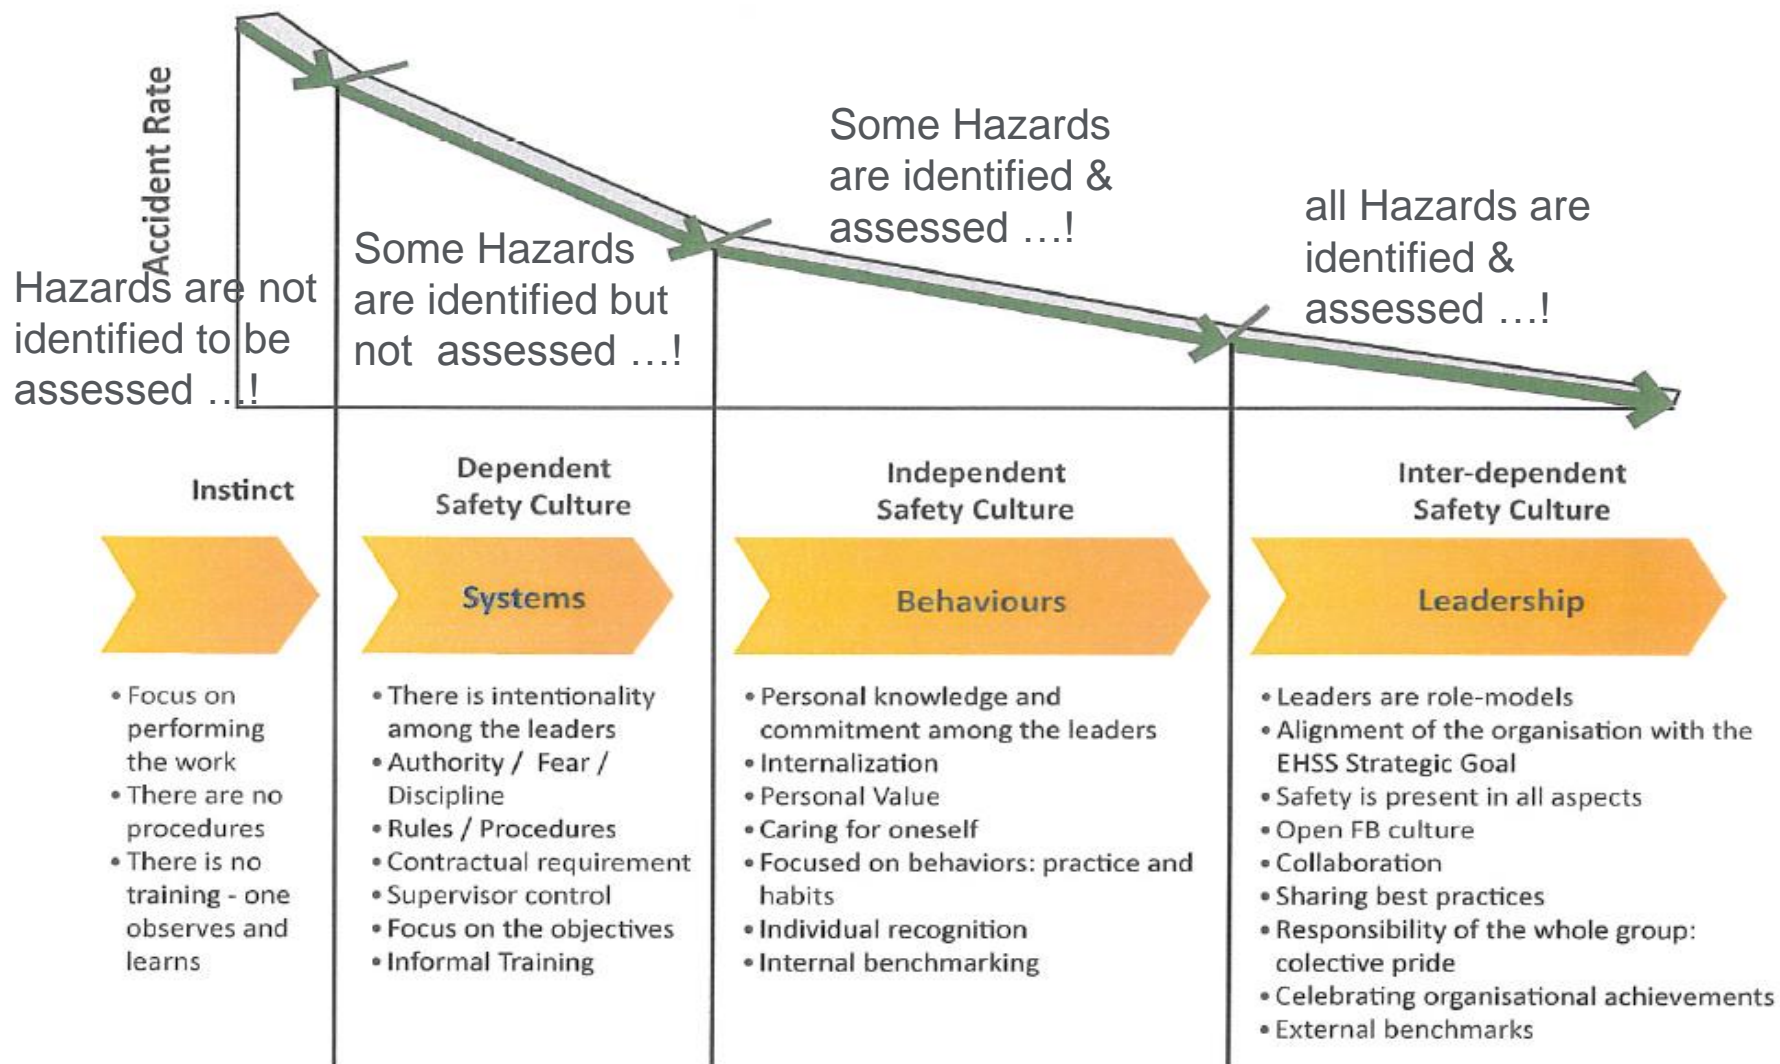 Accident Rate
Hazards are not
identified to be
assessed ...!
Some Hazards
are identified but
not assessed ...!
Some Hazards
are identified &
assessed ...!
all Hazards are
identified &
assessed ...!
Instinct
Dependent
Safety Culture
Independent
Safety Culture
Inter-dependent
Safety Culture
Systems
Behaviours
Leadership
• Focus on
performing
the work
• There are no
procedures
• There is no
training - one
observes and
learns
• There is intentionality
among the leaders
• Authority / Fear /
Discipline
• Rules / Procedures
• Contractual requirement
• Supervisor control
• Focus on the objectives
• Informal Training
• Personal knowledge and
commitment among the leaders
• Internalization
• Personal Value
• Caring for oneself
• Focused on behaviors: practice and
habits
• Individual recognition
• Internal benchmarking
• Leaders are role-models
• Alignment of the organisation with the
EHSS Strategic Goal
• Safety is present in all aspects
• Open FB culture
• Collaboration
• Sharing best practices
• Responsibility of the whole group:
colective pride
• Celebrating organisational achievements
• External benchmarks